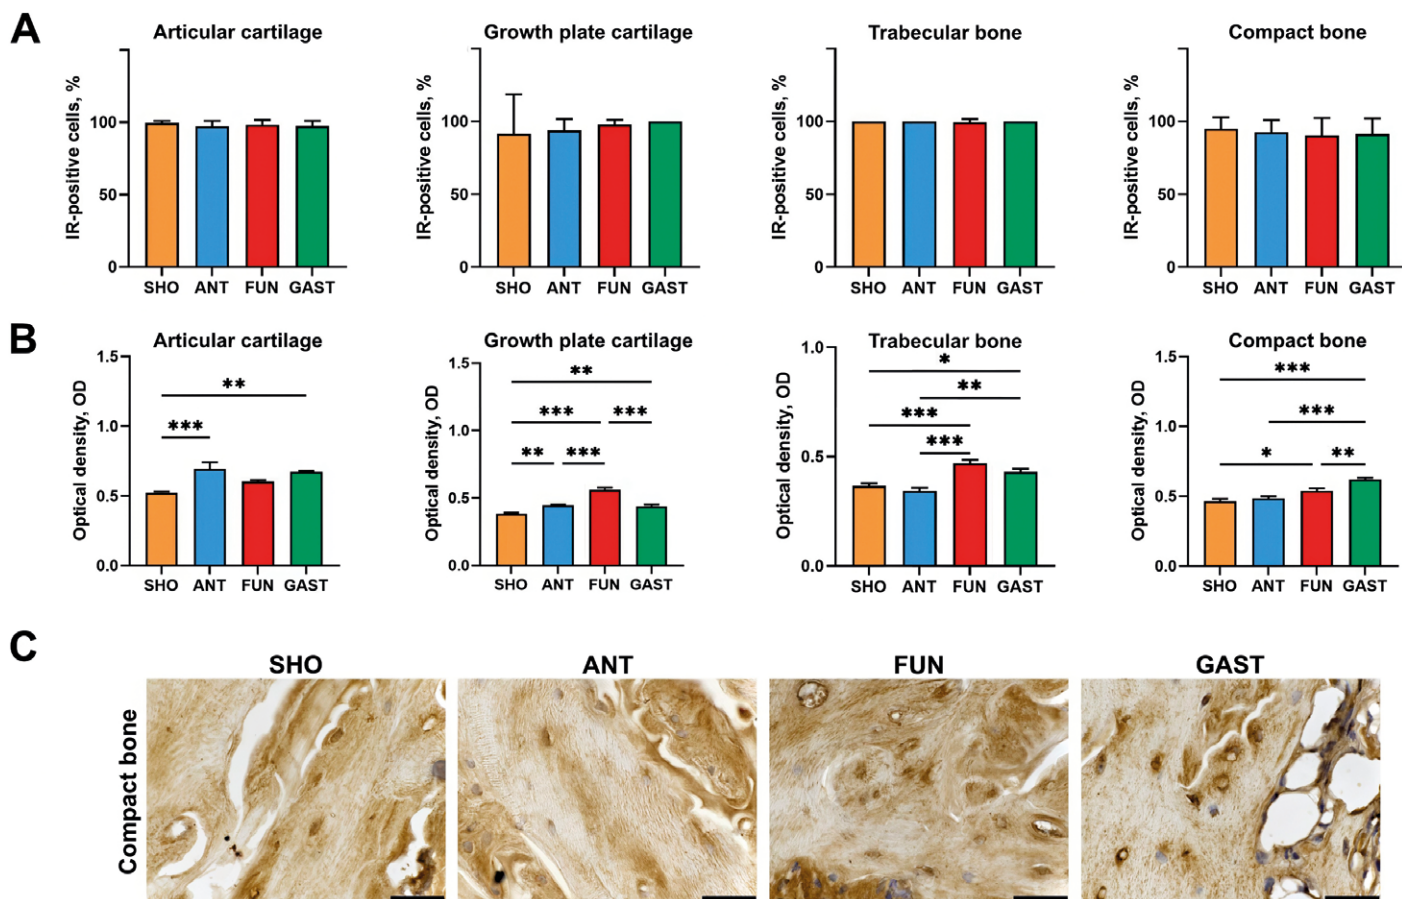 A
Articular cartilage
Growth plate cartilage
Trabecular bone
Compact bone
IR-positive cells, %
100
50
0
SHO ANT FUN GAST
IR-positive cells, %
100
50
0
SHO ANT FUN GAST
IR-positive cells, %
100
50
0
SHO ANT FUN GAST
IR-positive cells, %
100
50
0
SHO ANT FUN GAST
B
Articular cartilage
Growth plate cartilage
Trabecular bone
Compact bone
Optical density, OD
1.5
1.0
0.5
0.0
**
***
SHO ANT FUN GAST
Optical density, OD
1.5
1.0
0.5
0.0
**
*** ***
** ***
SHO ANT FUN GAST
Optical density, OD
1.0
0.5
0.0
*
**
***
***
SHO ANT FUN GAST
Optical density, OD
1.5
1.0
0.5
0.0
***
***
* **
SHO ANT FUN GAST
C
SHO
ANT
FUN
GAST
Compact bone